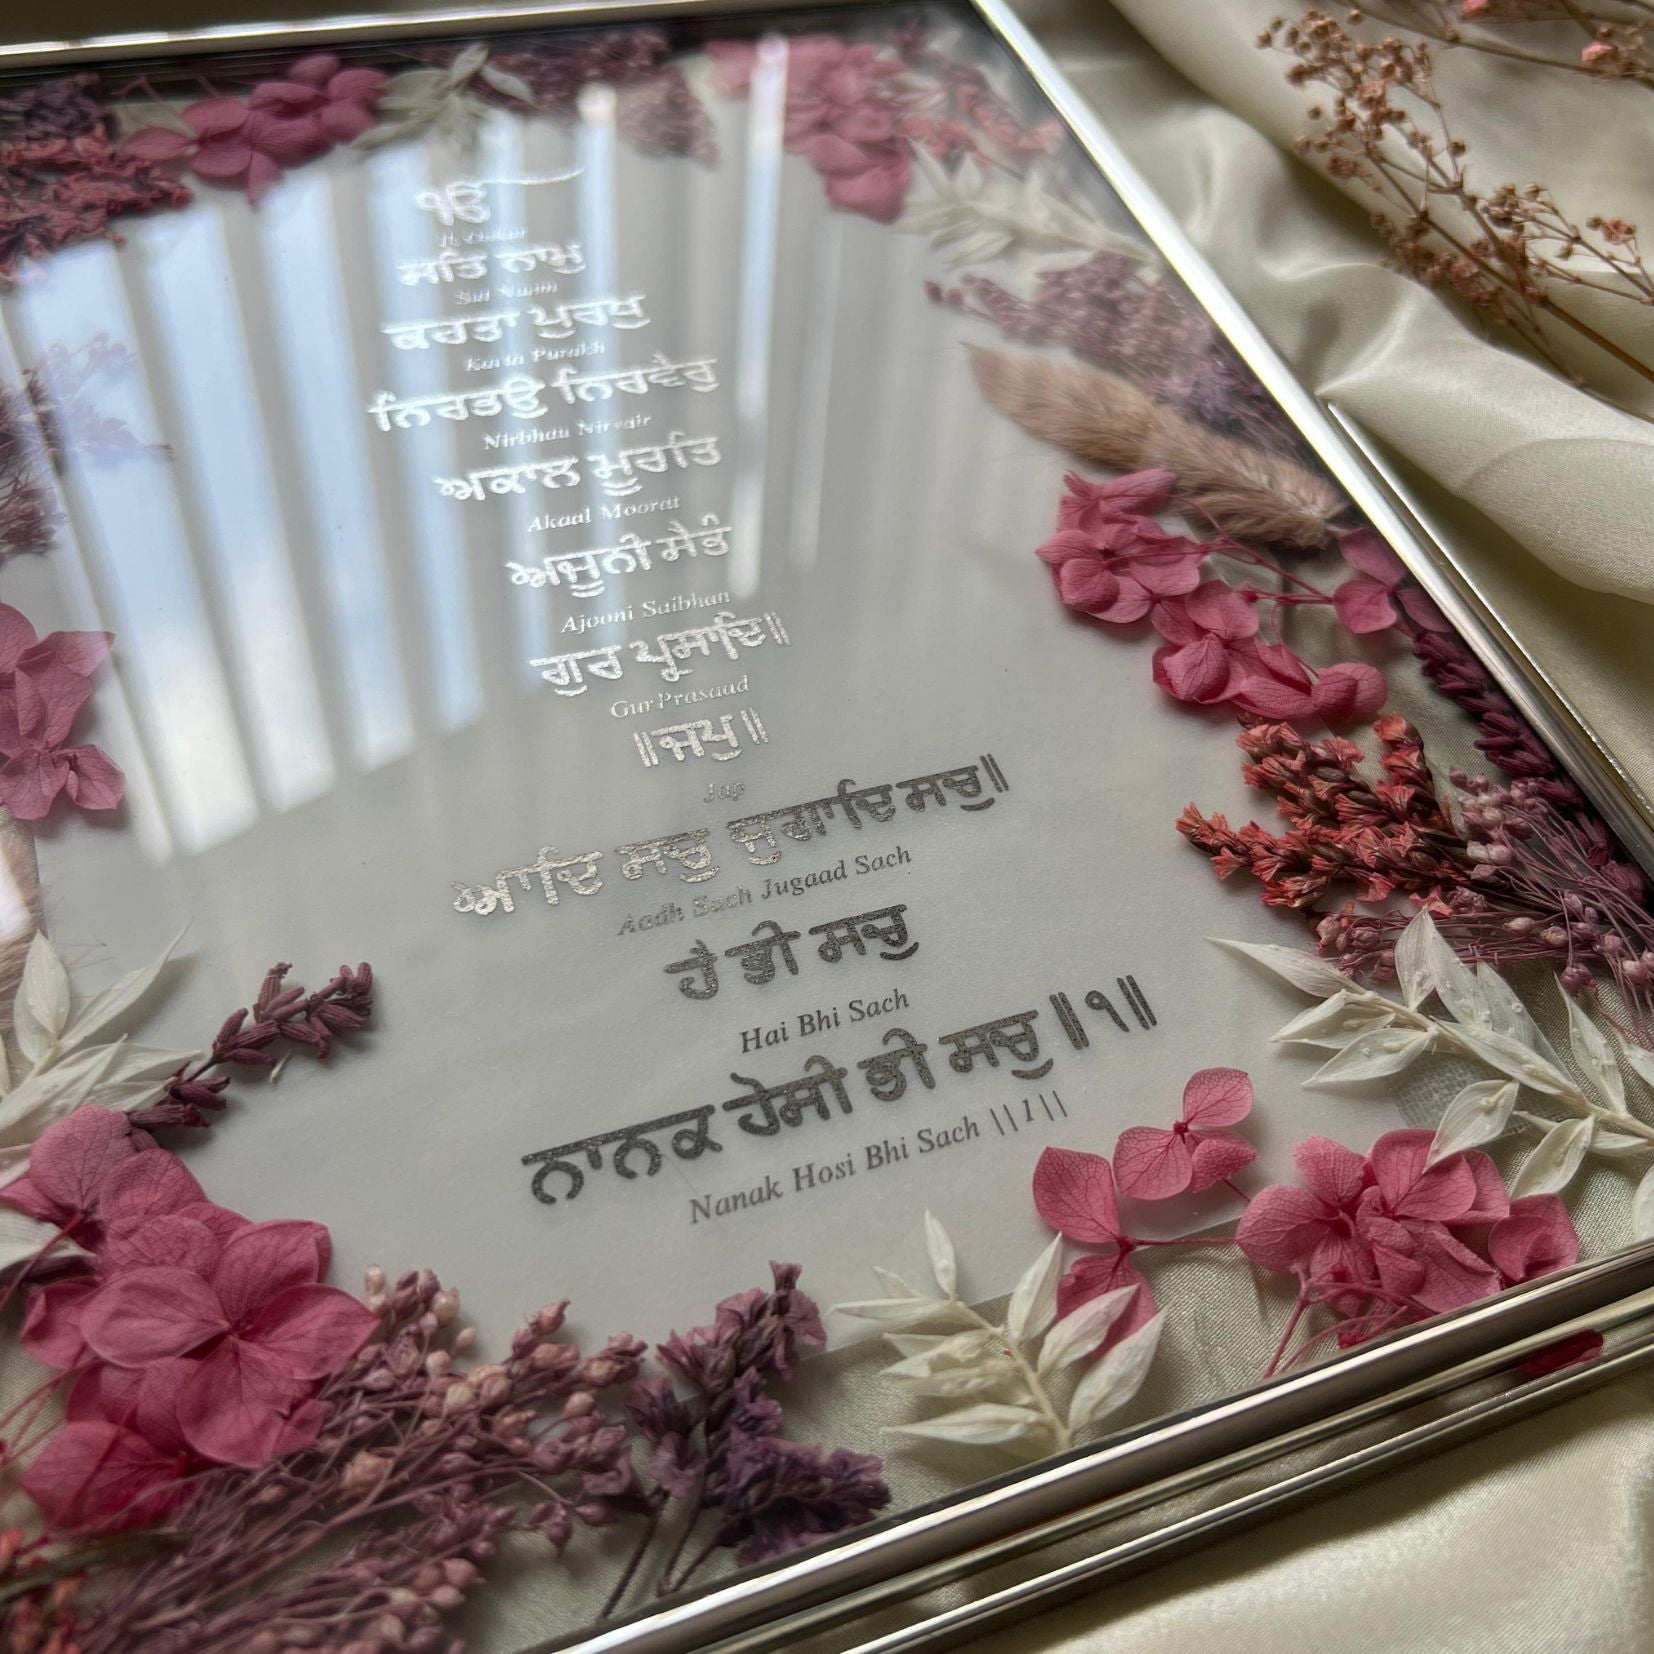 ੴ
Ik Onkar
ਸਤਿ ਨਾਮੁ
Sat Naam
ਕਰਤਾ ਪੁਰਖੁ
Karta Purakh
ਨਿਰਭਉ ਨਿਰਵੈਰੁ
Nirbhau Nirvair
ਅਕਾਲ ਮੂਰਤਿ
Akaal Moorat
ਅਜੂਨੀ ਸੈਭੰ
Ajooni Saibhan
ਗੁਰ ਪ੍ਰਸਾਦਿ॥
Gur Prasaad
॥ਜਪੁ॥
Jap
ਆਦਿ ਸਚੁ ਜੁਗਾਦਿ ਸਚੁ॥
Aadh Sach Jugaad Sach
ਹੈ ਭੀ ਸਚੁ
Hai Bhi Sach
ਨਾਨਕ ਹੋਸੀ ਭੀ ਸਚੁ ॥੧॥
Nanak Hosi Bhi Sach \\1\\